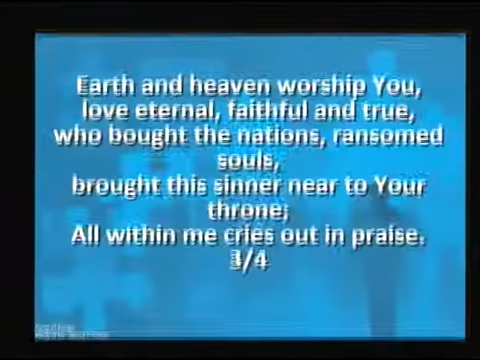 Earth and heaven worship You,
love eternal, faithful and true,
who bought the nations, ransomed
souls,
brought this sinner near to Your
throne;
All within me cries out in praise.
3/4